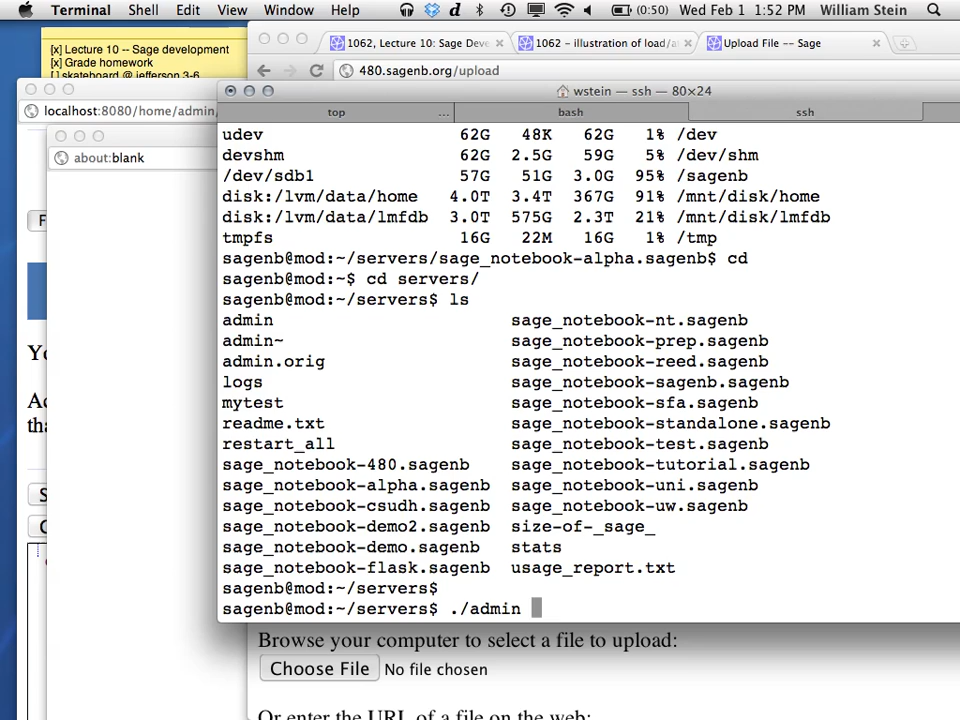 Terminal Shell Edit View Window Help (0:50) Wed Feb 1 1:52 PM William Stein
[x] Lecture 10 -- Sage development
[x] Grade homework
[ ] skateboard @ jefferson 3-6
1062, Lecture 10: Sage Deve
1062 – illustration of load/a
Upload File -- Sage
480.sagenb.org/upload
localhost:8080/home/admin/
about:blank
wstein — ssh — 80×24
top ... bash ssh
udev 62G 48K 62G 1% /dev
devshm 62G 2.5G 59G 5% /dev/shm
/dev/sdb1 57G 51G 3.0G 95% /sagenb
disk:/lvm/data/home 4.0T 3.4T 367G 91% /mnt/disk/home
disk:/lvm/data/lmfdb 3.0T 575G 2.3T 21% /mnt/disk/lmfdb
tmpfs 16G 22M 16G 1% /tmp
sagenb@mod:~/servers/sage_notebook-alpha.sagenb$ cd
sagenb@mod:~$ cd servers/
sagenb@mod:~/servers$ ls
admin sage_notebook-nt.sagenb
admin~ sage_notebook-prep.sagenb
admin.orig sage_notebook-reed.sagenb
logs sage_notebook-sagenb.sagenb
mytest sage_notebook-sfa.sagenb
readme.txt sage_notebook-standalone.sagenb
restart_all sage_notebook-test.sagenb
sage_notebook-480.sagenb sage_notebook-tutorial.sagenb
sage_notebook-alpha.sagenb sage_notebook-uni.sagenb
sage_notebook-csudh.sagenb sage_notebook-uw.sagenb
sage_notebook-demo2.sagenb size-of-_sage_
sage_notebook-demo.sagenb stats
sage_notebook-flask.sagenb usage_report.txt
sagenb@mod:~/servers$
sagenb@mod:~/servers$ ./admin
Browse your computer to select a file to upload:
Choose File No file chosen
Or enter the URL of a file on the web: